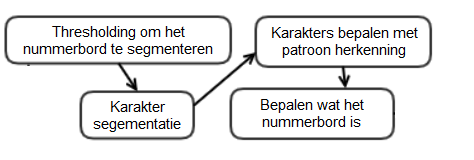 Thresholding om het
nummerbord te segmenteren
Karakter
segementatie
Karakters bepalen met
patroon herkenning
Bepalen wat het
nummerbord is